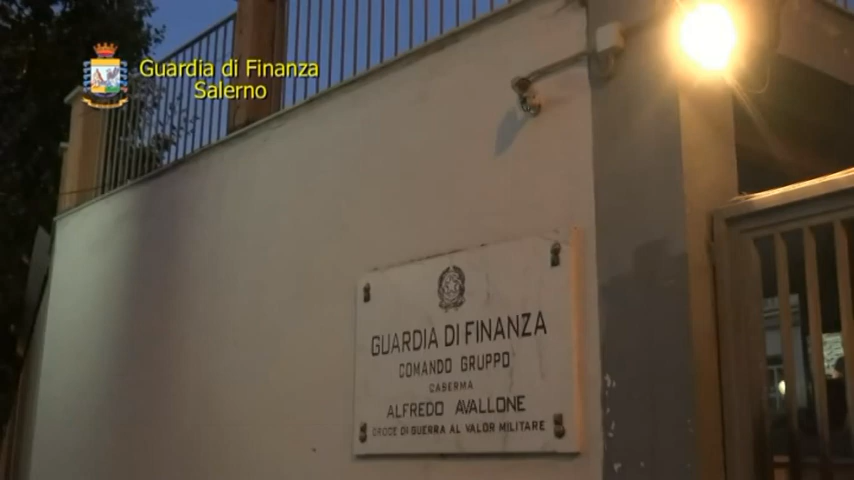 Guardia di Finanza
Salerno
GUARDIA DI FINANZA
COMANDO GRUPPO
CASERMA
ALFREDO AVALLONE
CROCE DI GUERRA AL VALOR MILITARE